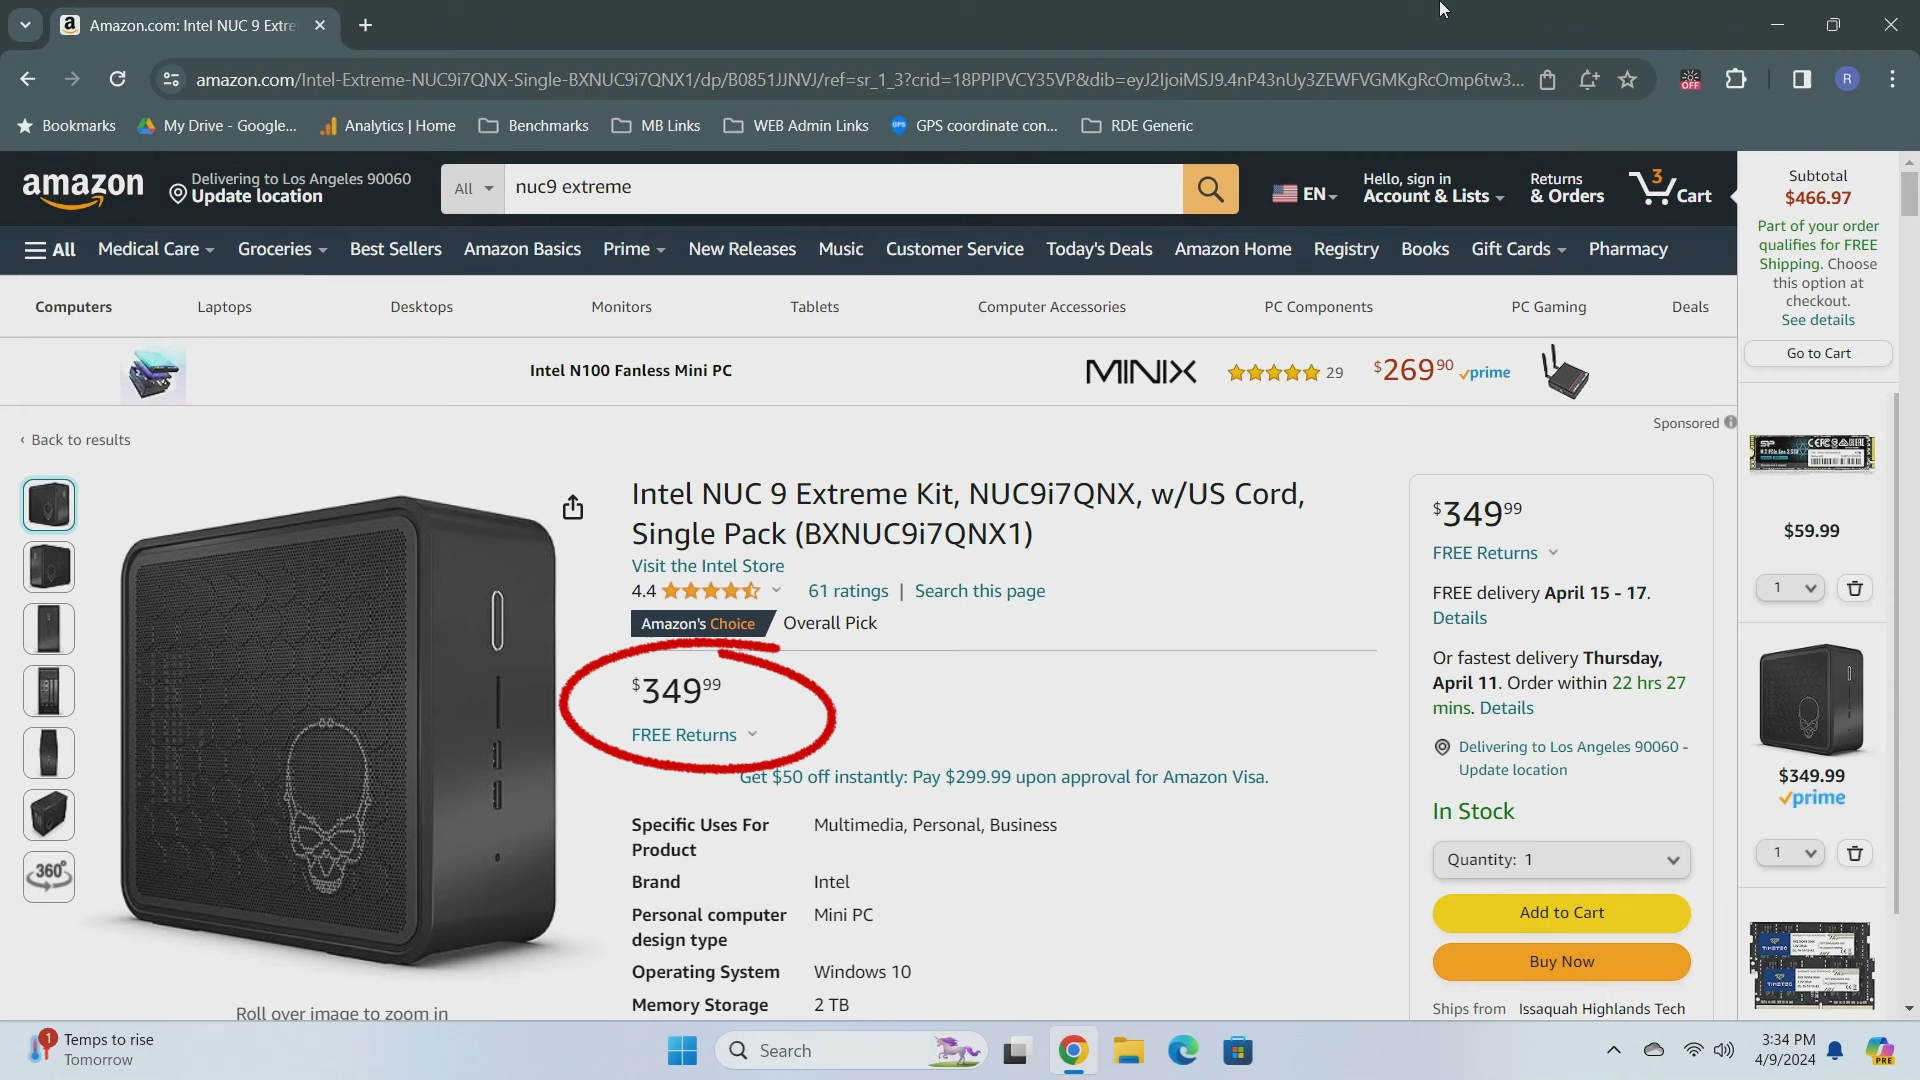 Amazon.com: Intel NUC 9 Extre
amazon.com/Intel-Extreme-NUC9i7QNX-Single-BXNUC9i7QNX1/dp/B0851JJNVJ/ref=sr_1_3?crid=18PPIPVCY35VP&dib=eyJ2IjoiMSJ9.4nP43nUy3ZEWFVGMKgRcOmp6tw3...
OFF
R
Bookmarks
My Drive - Google...
Analytics | Home
Benchmarks
MB Links
WEB Admin Links
GPS coordinate con...
RDE Generic
amazon
Delivering to Los Angeles 90060
Update location
All
nuc9 extreme
EN
Hello, sign in
Account & Lists
Returns
& Orders
3
Cart
All
Medical Care
Groceries
Best Sellers
Amazon Basics
Prime
New Releases
Music
Customer Service
Today's Deals
Amazon Home
Registry
Books
Gift Cards
Pharmacy
Computers
Laptops
Desktops
Monitors
Tablets
Computer Accessories
PC Components
PC Gaming
Deals
Intel N100 Fanless Mini PC
MINIX
29
$269 90
prime
Sponsored
‹ Back to results
360°
Roll over image to zoom in
Intel NUC 9 Extreme Kit, NUC9i7QNX, w/US Cord,
Single Pack (BXNUC9i7QNX1)
Visit the Intel Store
4.4
61 ratings | Search this page
Amazon's Choice
Overall Pick
$349 99
FREE Returns
Get $50 off instantly: Pay $299.99 upon approval for Amazon Visa.
Specific Uses For
Product
Multimedia, Personal, Business
Brand
Intel
Personal computer
design type
Mini PC
Operating System
Windows 10
Memory Storage
2 TB
$349 99
FREE Returns
FREE delivery April 15 - 17.
Details
Or fastest delivery Thursday,
April 11. Order within 22 hrs 27
mins. Details
Delivering to Los Angeles 90060 -
Update location
In Stock
Quantity: 1
Add to Cart
Buy Now
Ships from
Issaquah Highlands Tech
Subtotal
$466.97
Part of your order
qualifies for FREE
Shipping. Choose
this option at
checkout.
See details
Go to Cart
$59.99
1
$349.99
prime
1
TIMETEC
TIMETEC
1
Temps to rise
Tomorrow
Search
3:34 PM
4/9/2024
PRE